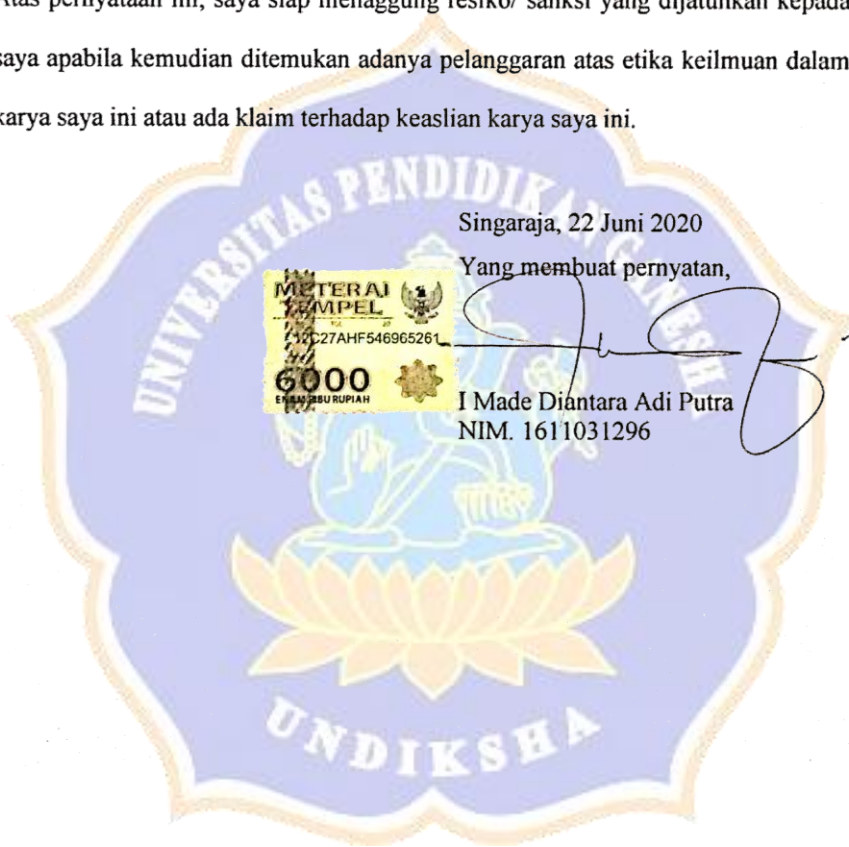 Atas pernyataan ini, saya siap menaggung resiko/ sanksi yang dijatuhkan kepada
saya apabila kemudian ditemukan adanya pelanggaran atas etika keilmuan dalam
karya saya ini atau ada klaim terhadap keaslian karya saya ini.
UNIVERSITAS PENDIDIKAN GANESHA
Singaraja, 22 Juni 2020
Yang membuat pernyatan,
METERAI
TEMPEL
C27AHF546965261
6000
ENAM RIBU RUPIAH
I Made Diantara Adi Putra
NIM. 1611031296
UNDIKSHA